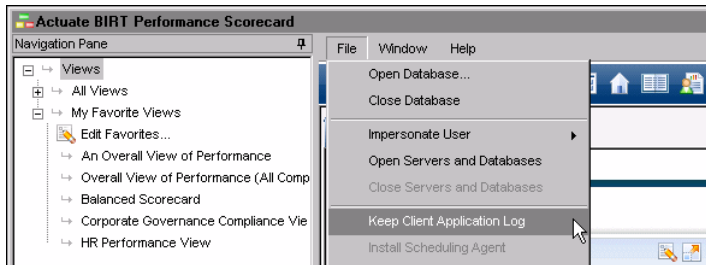 Actuate BIRT Performance Scorecard
Navigation Pane
File Window Help
Views
All Views
My Favorite Views
Edit Favorites...
An Overall View of Performance
Overall View of Performance (All Comp
Balanced Scorecard
Corporate Governance Compliance Vie
HR Performance View
Open Database...
Close Database
Impersonate User
Open Servers and Databases
Close Servers and Databases
Keep Client Application Log
Install Scheduling Agent